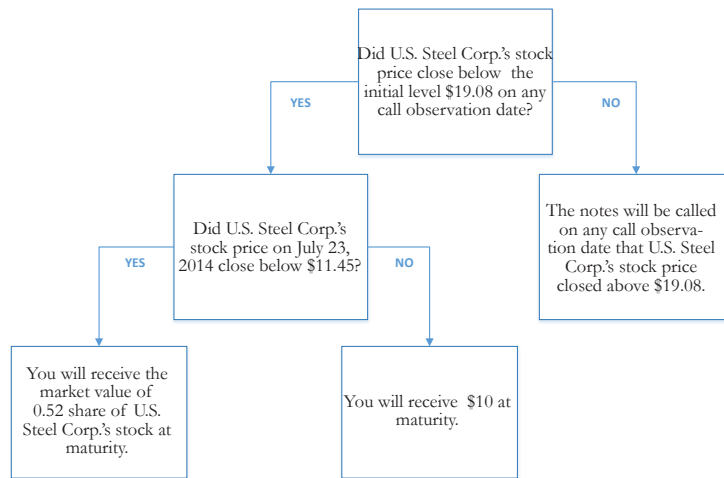 Did U.S. Steel Corp.'s stock
price close below the
initial level $19.08 on any
call observation date?
YES
NO
Did U.S. Steel Corp.'s
stock price on July 23,
2014 close below $11.45?
The notes will be called
on any call observa-
tion date that U.S. Steel
Corp.'s stock price
closed above $19.08.
YES
NO
You will receive the
market value of
0.52 share of U.S.
Steel Corp.'s stock at
maturity.
You will receive $10 at
maturity.